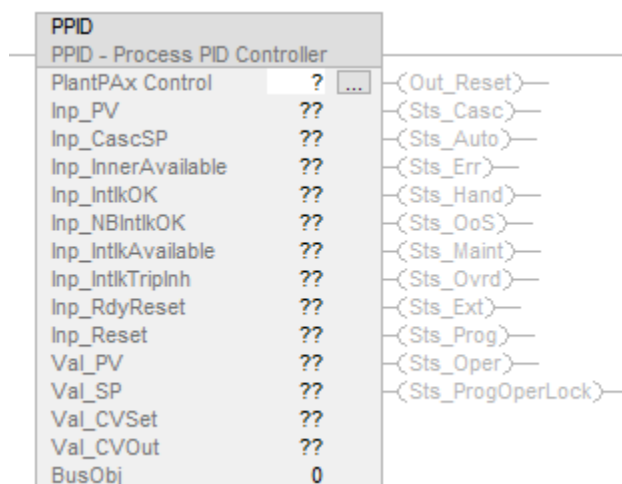 PPID
PPID - Process PID Controller
PlantPAx Control ? ... (Out_Reset)
Inp_PV ?? (Sts_Casc)
Inp_CascSP ?? (Sts_Auto)
Inp_InnerAvailable ?? (Sts_Err)
Inp_IntlkOK ?? (Sts_Hand)
Inp_NBIntlkOK ?? (Sts_OoS)
Inp_IntlkAvailable ?? (Sts_Maint)
Inp_IntlkTripInh ?? (Sts_Ovrd)
Inp_RdyReset ?? (Sts_Ext)
Inp_Reset ?? (Sts_Prog)
Val_PV ?? (Sts_Oper)
Val_SP ?? (Sts_ProgOperLock)
Val_CVSet ??
Val_CVOut ??
BusObj 0